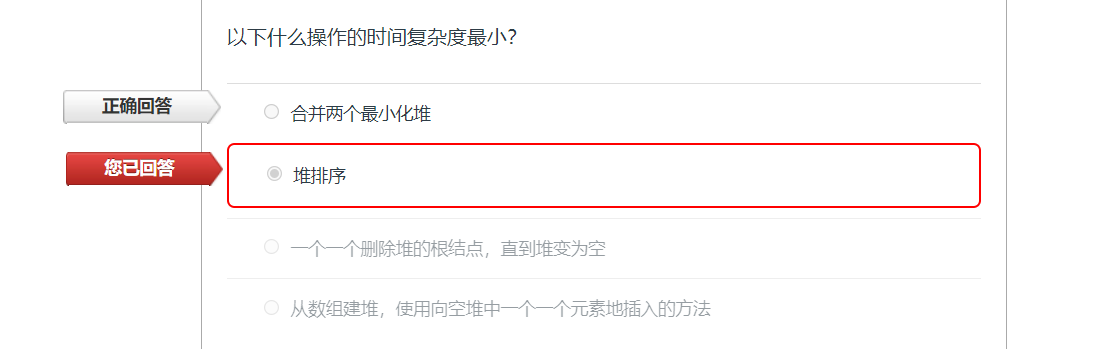 以下什么操作的时间复杂度最小？
正确回答
合并两个最小化堆
您已回答
堆排序
一个一个删除堆的根结点，直到堆变为空
从数组建堆，使用向空堆中一个一个元素地插入的方法